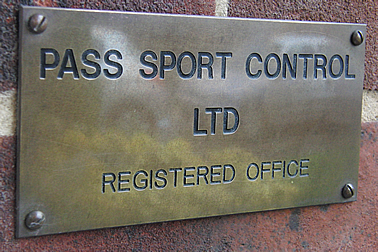 PASS SPORT CONTROL
LTD
REGISTERED OFFICE